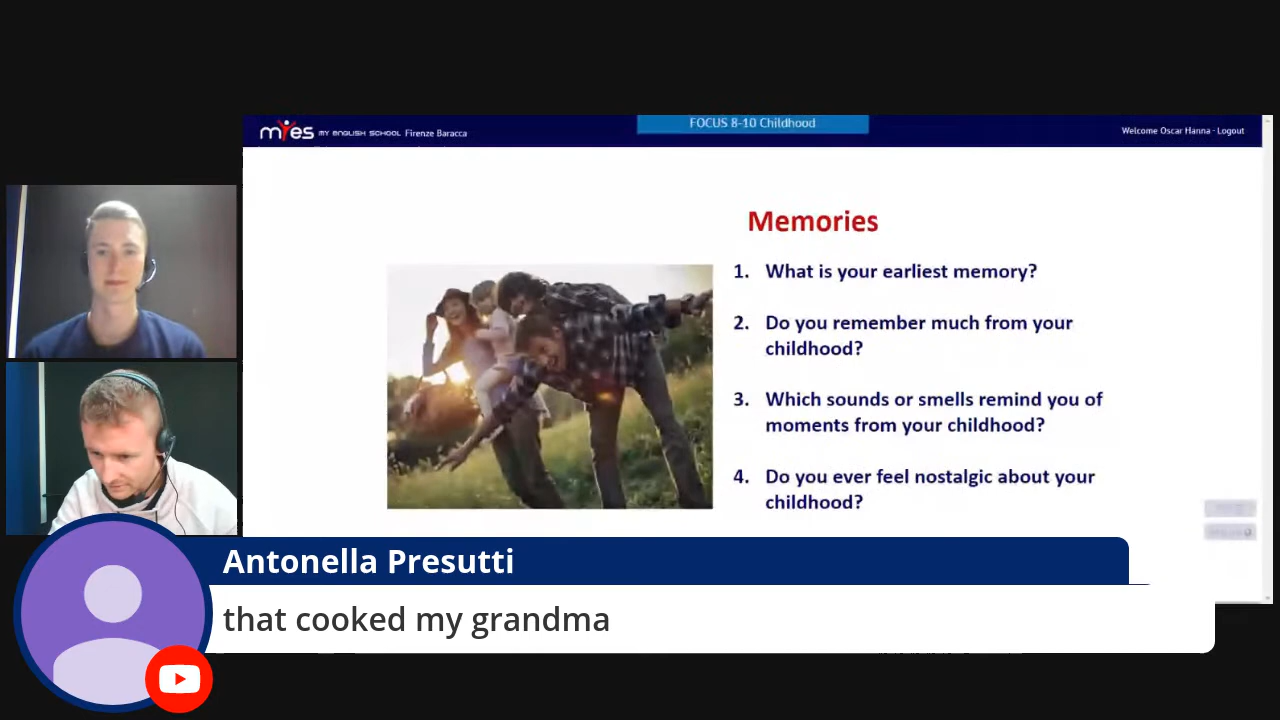 FOCUS 8-10 Childhood
myes MY ENGLISH SCHOOL Firenze Baracca
Welcome Oscar Hanna · Logout
Memories
1. What is your earliest memory?
2. Do you remember much from your
childhood?
3. Which sounds or smells remind you of
moments from your childhood?
4. Do you ever feel nostalgic about your
childhood?
Antonella Presutti
that cooked my grandma